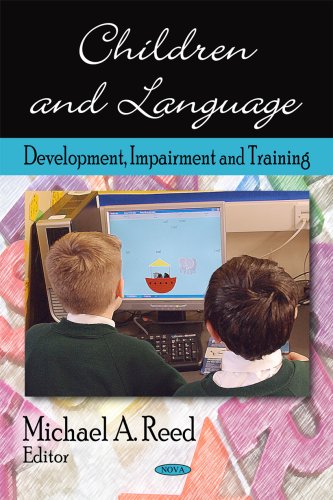 Children
and Language
Development, Impairment and Training
Michael A. Reed
Editor
NOVA